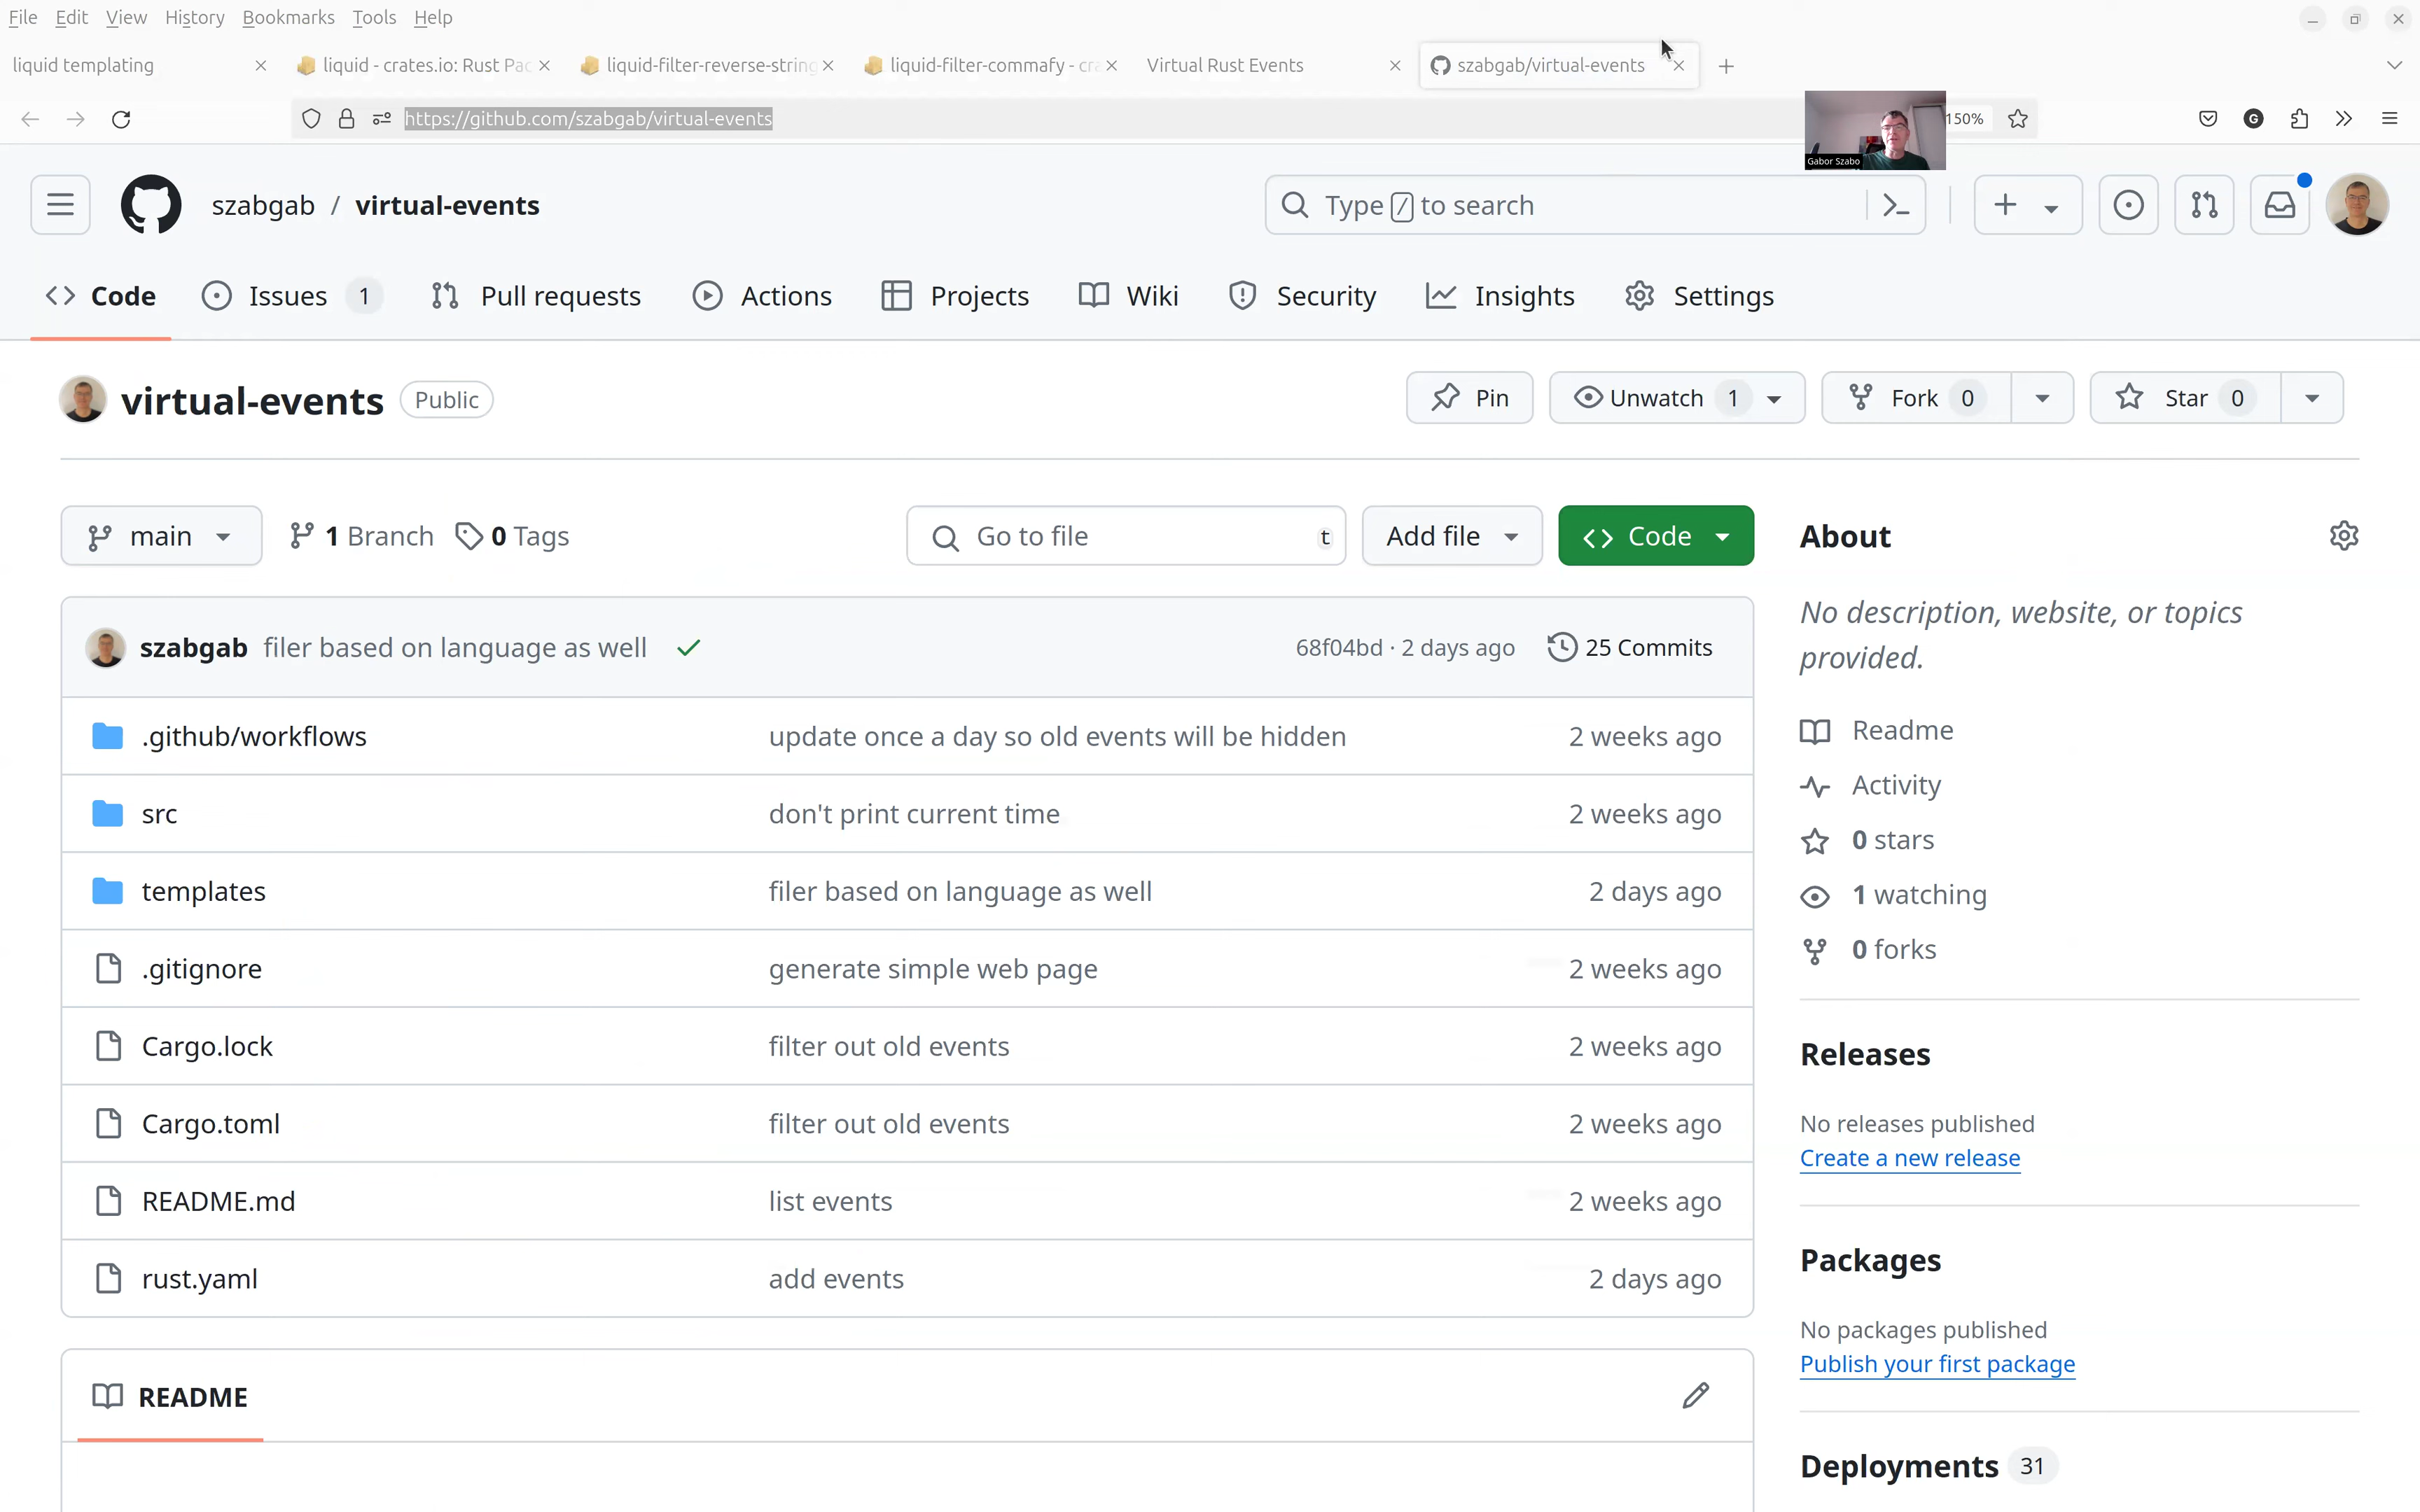 File Edit View History Bookmarks Tools Help
liquid templating liquid - crates.io: Rust Pac liquid-filter-reverse-string liquid-filter-commafy - cra Virtual Rust Events szabgab/virtual-events
https://github.com/szabgab/virtual-events 150% G
Gabor Szabo
szabgab / virtual-events Type / to search
Code Issues 1 Pull requests Actions Projects Wiki Security Insights Settings
virtual-events Public Pin Unwatch 1 Fork 0 Star 0
main 1 Branch 0 Tags Go to file t Add file Code About
No description, website, or topics
provided.
szabgab filer based on language as well 68f04bd · 2 days ago 25 Commits
.github/workflows update once a day so old events will be hidden 2 weeks ago
src don't print current time 2 weeks ago
templates filer based on language as well 2 days ago
.gitignore generate simple web page 2 weeks ago
Cargo.lock filter out old events 2 weeks ago
Cargo.toml filter out old events 2 weeks ago
README.md list events 2 weeks ago
rust.yaml add events 2 days ago
README
Readme
Activity
0 stars
1 watching
0 forks
Releases
No releases published
Create a new release
Packages
No packages published
Publish your first package
Deployments 31